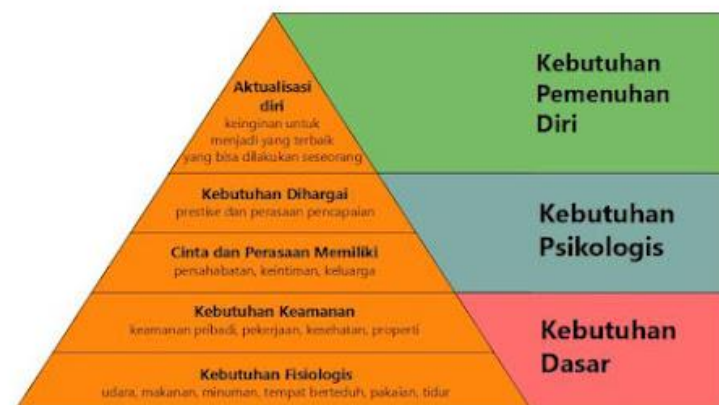 Aktualisasi
diri
keinginan untuk
menjadi yang terbaik
yang bisa dilakukan seseorang
Kebutuhan
Pemenuhan
Diri
Kebutuhan Dihargai
prestise dan perasaan pencapaian
Cinta dan Perasaan Memiliki
persahabatan, keintiman, keluarga
Kebutuhan
Psikologis
Kebutuhan Keamanan
keamanan pribadi, pekerjaan, kesehatan, properti
Kebutuhan Fisiologis
udara, makanan, minuman, tempat berteduh, pakaian, tidur
Kebutuhan
Dasar